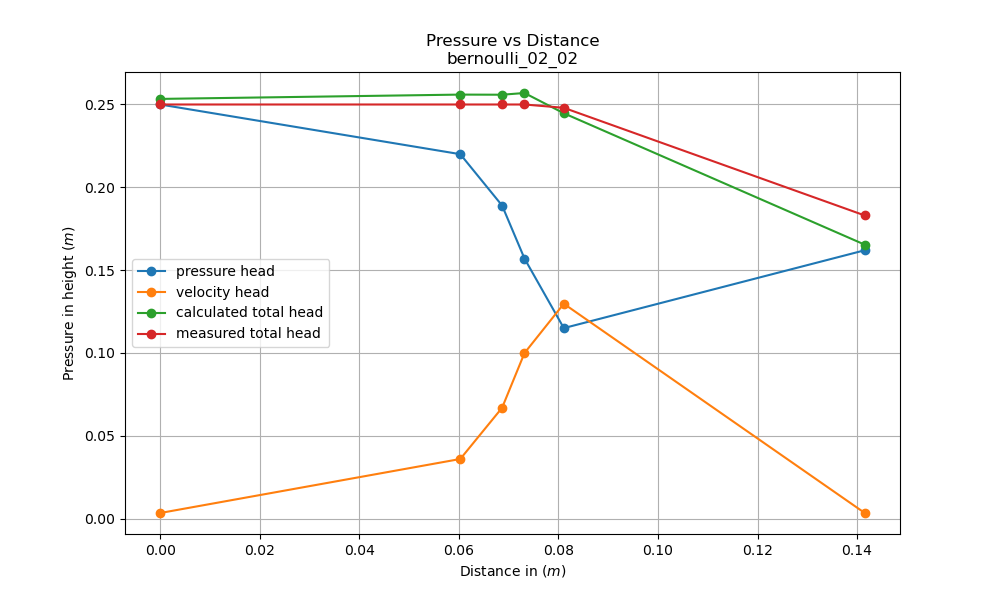 Pressure vs Distance
bernoulli_02_02
Pressure in height (m)
0.25
0.20
0.15
0.10
0.05
0.00
pressure head
velocity head
calculated total head
measured total head
0.00 0.02 0.04 0.06 0.08 0.10 0.12 0.14
Distance in (m)